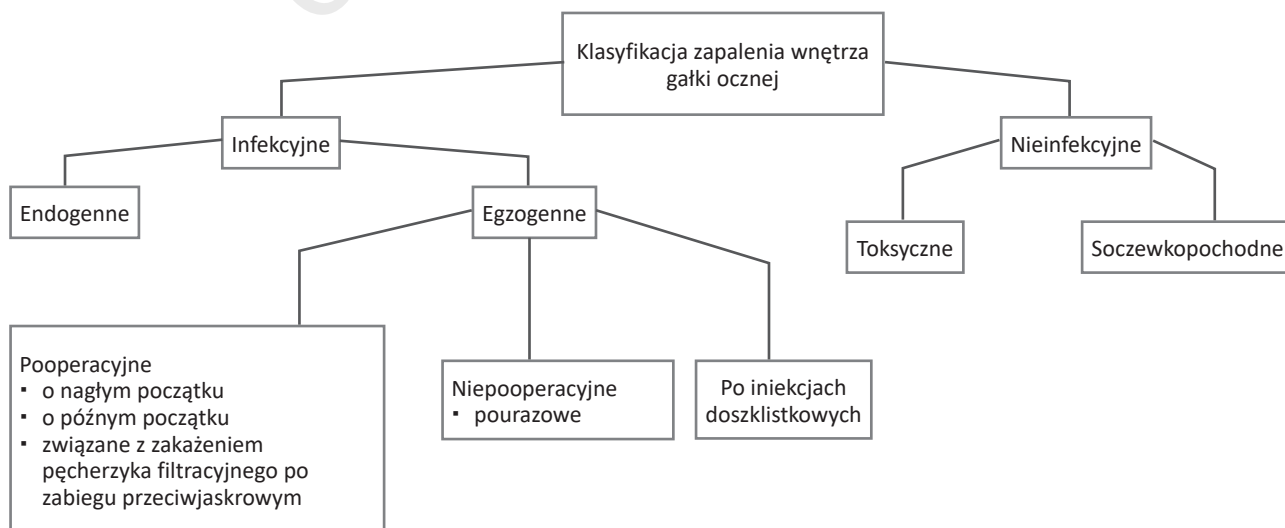 Klasyfikacja zapalenia wnętrza
gałki ocznej
Infekcyjne
Nieinfekcyjne
Endogenne
Egzogenne
Toksyczne
Soczewkopochodne
Pooperacyjne
▪ o nagłym początku
▪ o późnym początku
▪ związane z zakażeniem
pęcherzyka filtracyjnego po
zabiegu przeciwjaskrowym
Niepooperacyjne
▪ pourazowe
Po iniekcjach
doszklistkowych